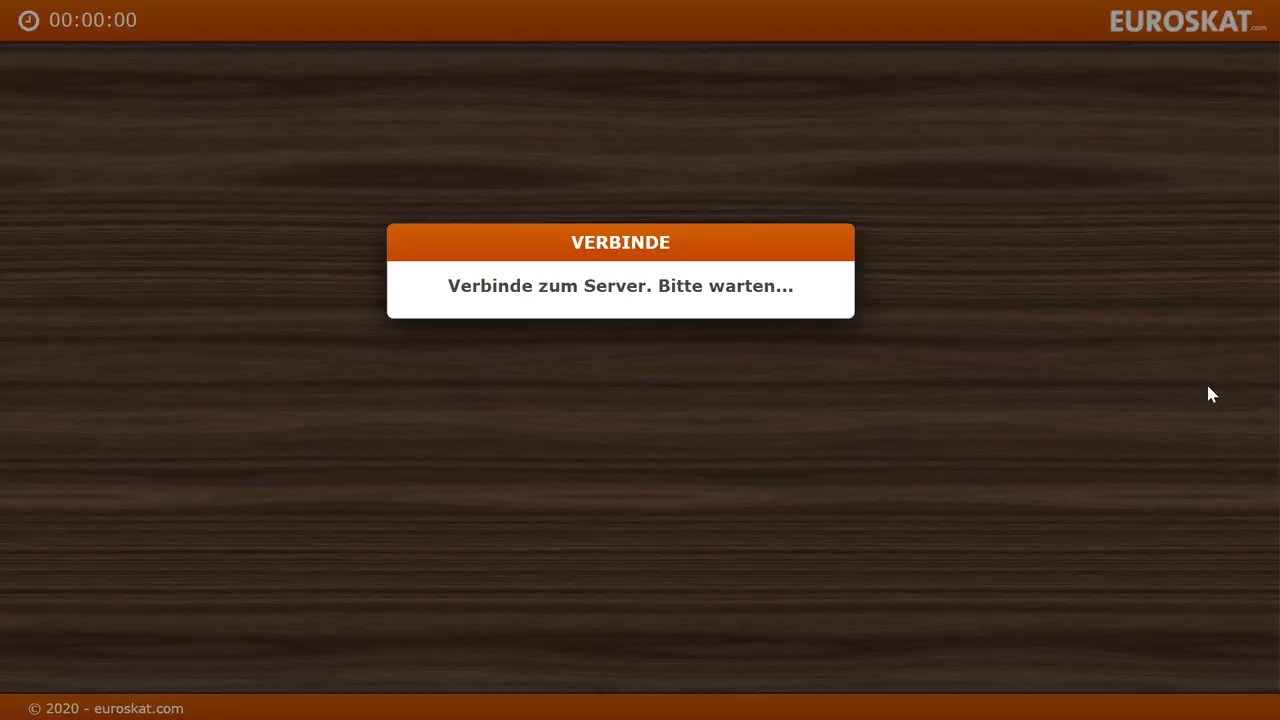 00:00:00
EUROSKAT.com
VERBINDE
Verbinde zum Server. Bitte warten...
© 2020 - euroskat.com